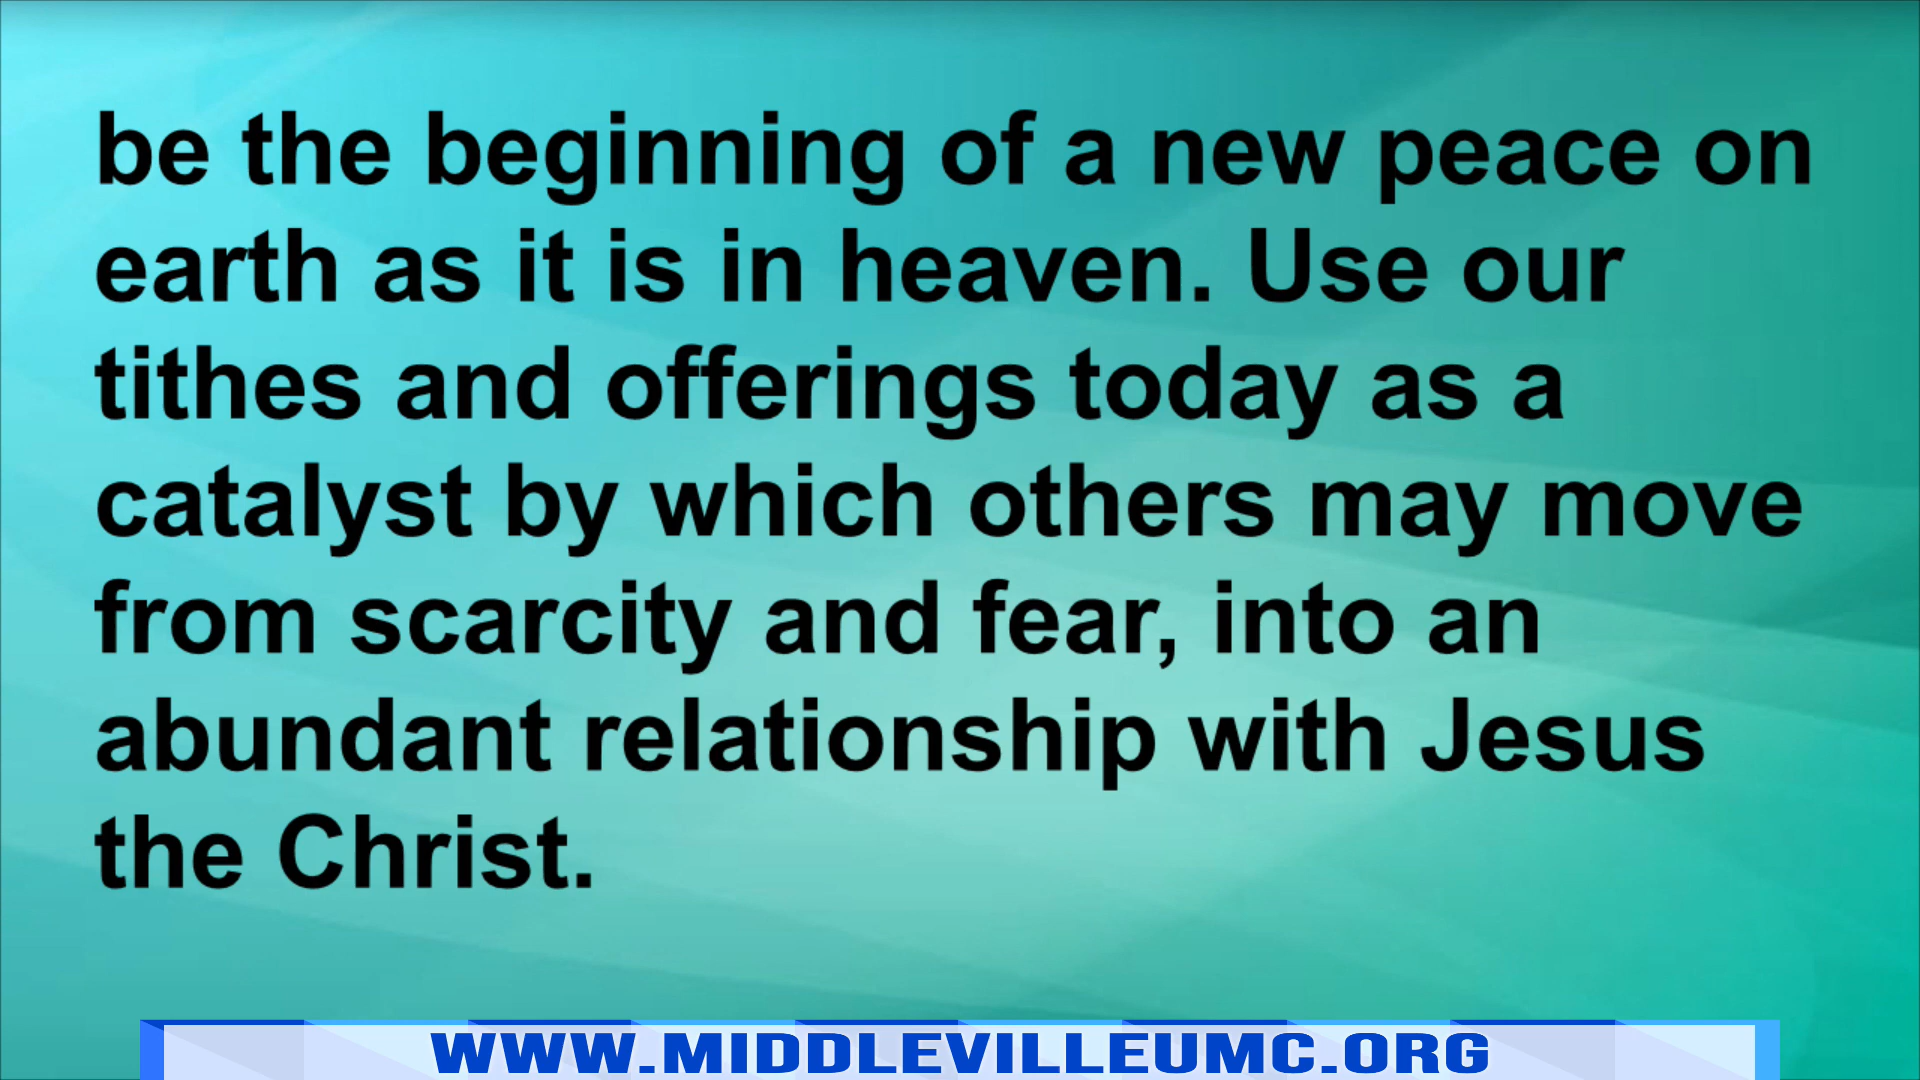 be the beginning of a new peace on
earth as it is in heaven. Use our
tithes and offerings today as a
catalyst by which others may move
from scarcity and fear, into an
abundant relationship with Jesus
the Christ.
WWW.MIDDLEVILLEUMC.ORG